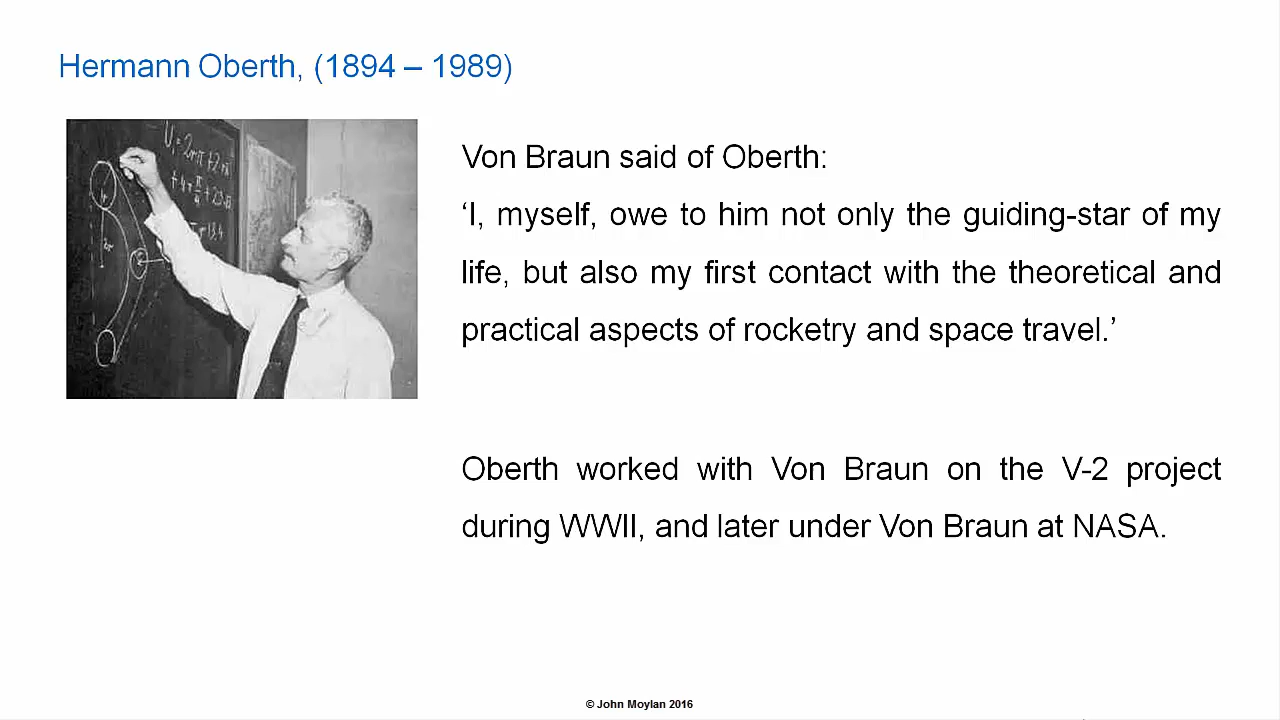 Hermann Oberth, (1894 – 1989)
Von Braun said of Oberth:
‘I, myself, owe to him not only the guiding-star of my
life, but also my first contact with the theoretical and
practical aspects of rocketry and space travel.’
Oberth worked with Von Braun on the V-2 project
during WWII, and later under Von Braun at NASA.
© John Moylan 2016